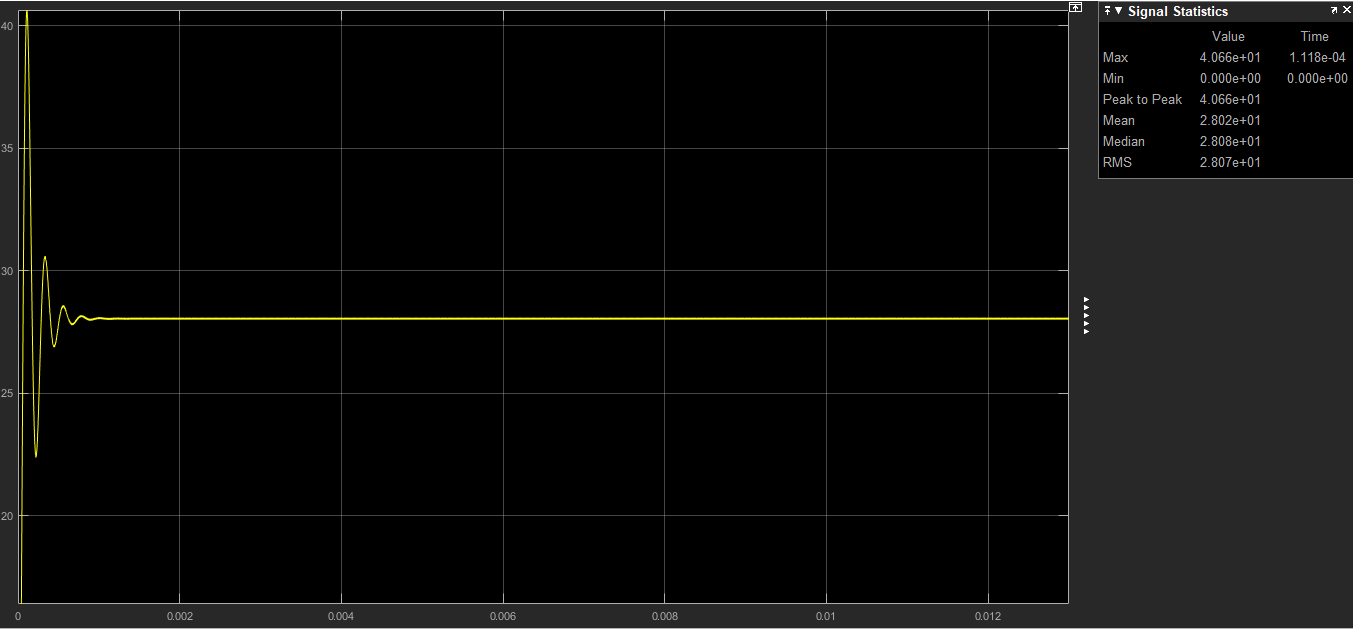 Signal Statistics
Value Time
Max 4.066e+01 1.118e-04
Min 0.000e+00 0.000e+00
Peak to Peak 4.066e+01
Mean 2.802e+01
Median 2.808e+01
RMS 2.807e+01
40
35
30
25
20
0 0.002 0.004 0.006 0.008 0.01 0.012